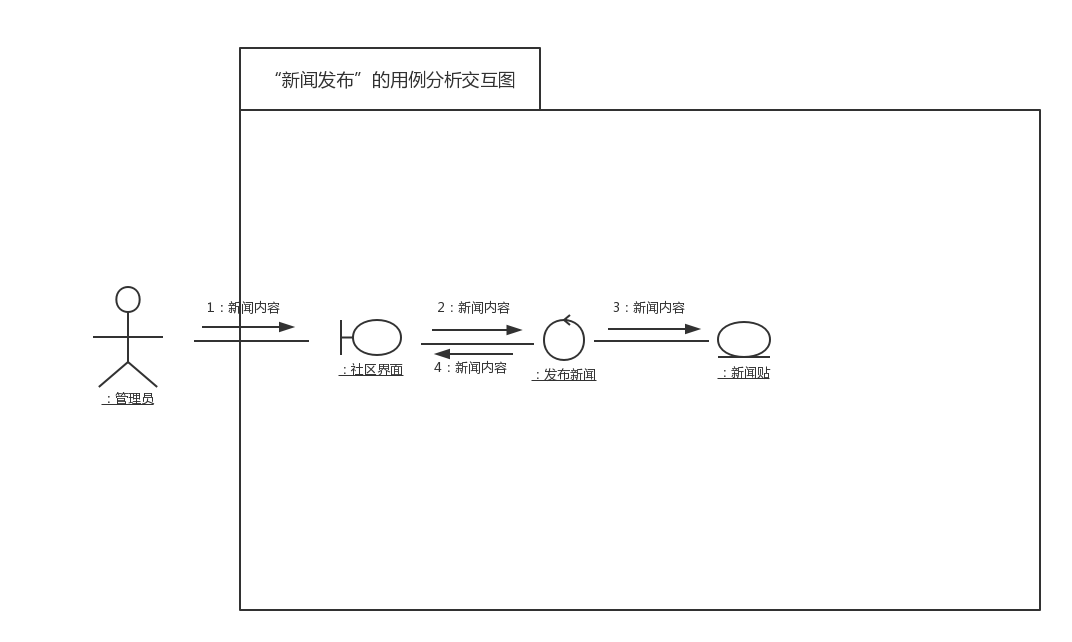 “新闻发布”的用例分析交互图
1：新闻内容
2：新闻内容
3：新闻内容
4：新闻内容
：管理员
：社区界面
：发布新闻
：新闻贴